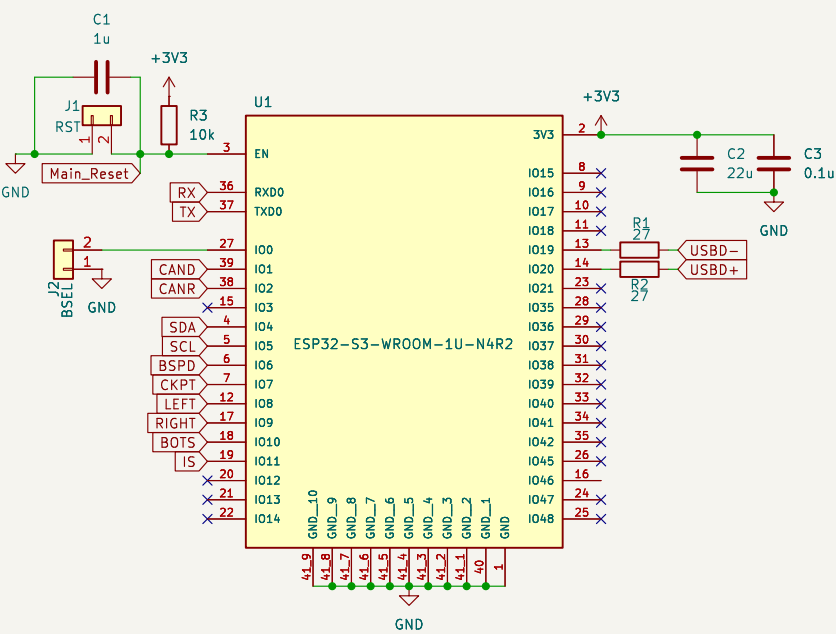 C1
1u
+3V3
J1
RST
1
2
R3
10k
GND
Main_Reset
U1
ESP32-S3-WROOM-1U-N4R2
3 EN
RX 36 RXD0
TX 37 TXD0
27 IO0
CAND 39 IO1
CANR 38 IO2
15 IO3
SDA 4 IO4
SCL 5 IO5
BSPD 6 IO6
CKPT 7 IO7
LEFT 12 IO8
RIGHT 17 IO9
BOTS 18 IO10
IS 19 IO11
20 IO12
21 IO13
22 IO14
2
1
J2
BSEL
GND
+3V3
3V3 2
IO15 8
IO16 9
IO17 10
IO18 11
IO19 13
IO20 14
IO21 23
IO35 28
IO36 29
IO37 30
IO38 31
IO39 32
IO40 33
IO41 34
IO42 35
IO45 26
IO46 16
IO47 24
IO48 25
C2
22u
C3
0.1u
GND
R1
27
USBD-
USBD+
R2
27
GND_10 41_9
GND_9 41_8
GND_8 41_7
GND_7 41_6
GND_6 41_5
GND_5 41_4
GND_4 41_3
GND_3 41_2
GND_2 41_1
GND_1 40
GND 1
GND